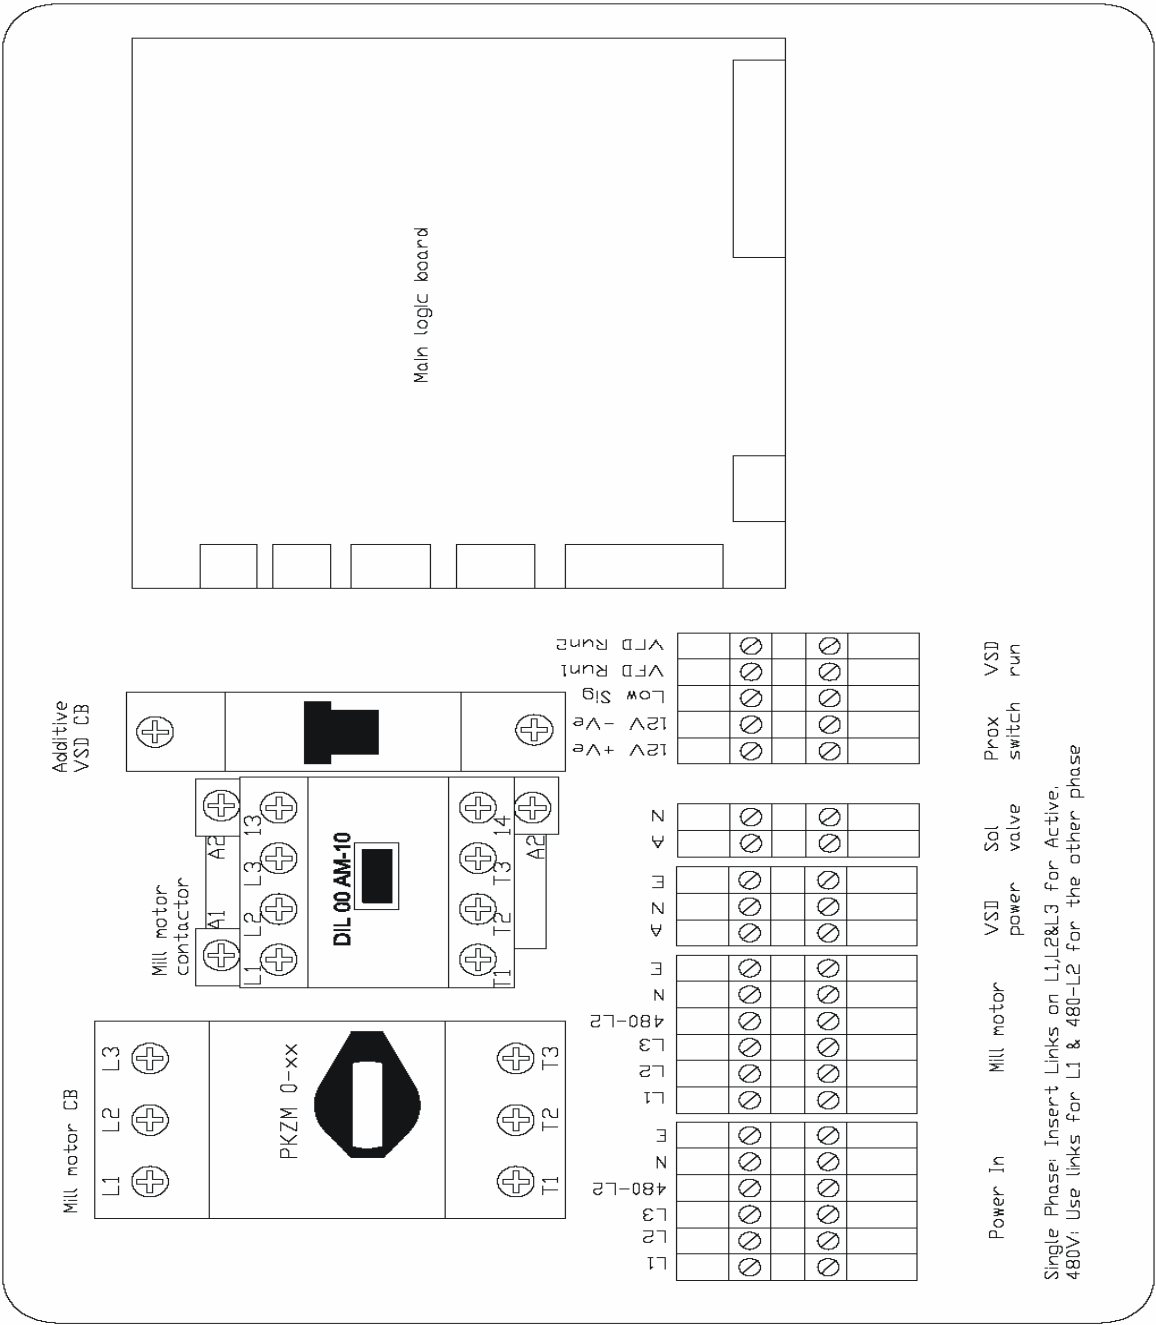 Main logic board
Additive
VSD CB
Mill motor
contactor
Mill motor CB
A2
A1
13
L3
L2
L1
DIL 00 AM-10
14
T3
T2
T1
A2
L3
L2
L1
PKZM 0-xx
T3
T2
T1
VFD Run2
VFD Run1
Low Sig
12V -Ve
12V +Ve
N
A
E
N
A
E
N
480-L2
L3
L2
L1
E
N
480-L2
L3
L2
L1
VSD
run
Prox
switch
Sol
valve
VSD
power
Mill motor
Power In
Single Phase: Insert Links on L1,L2&L3 for Active.
480V: Use links for L1 & 480-L2 for the other phase